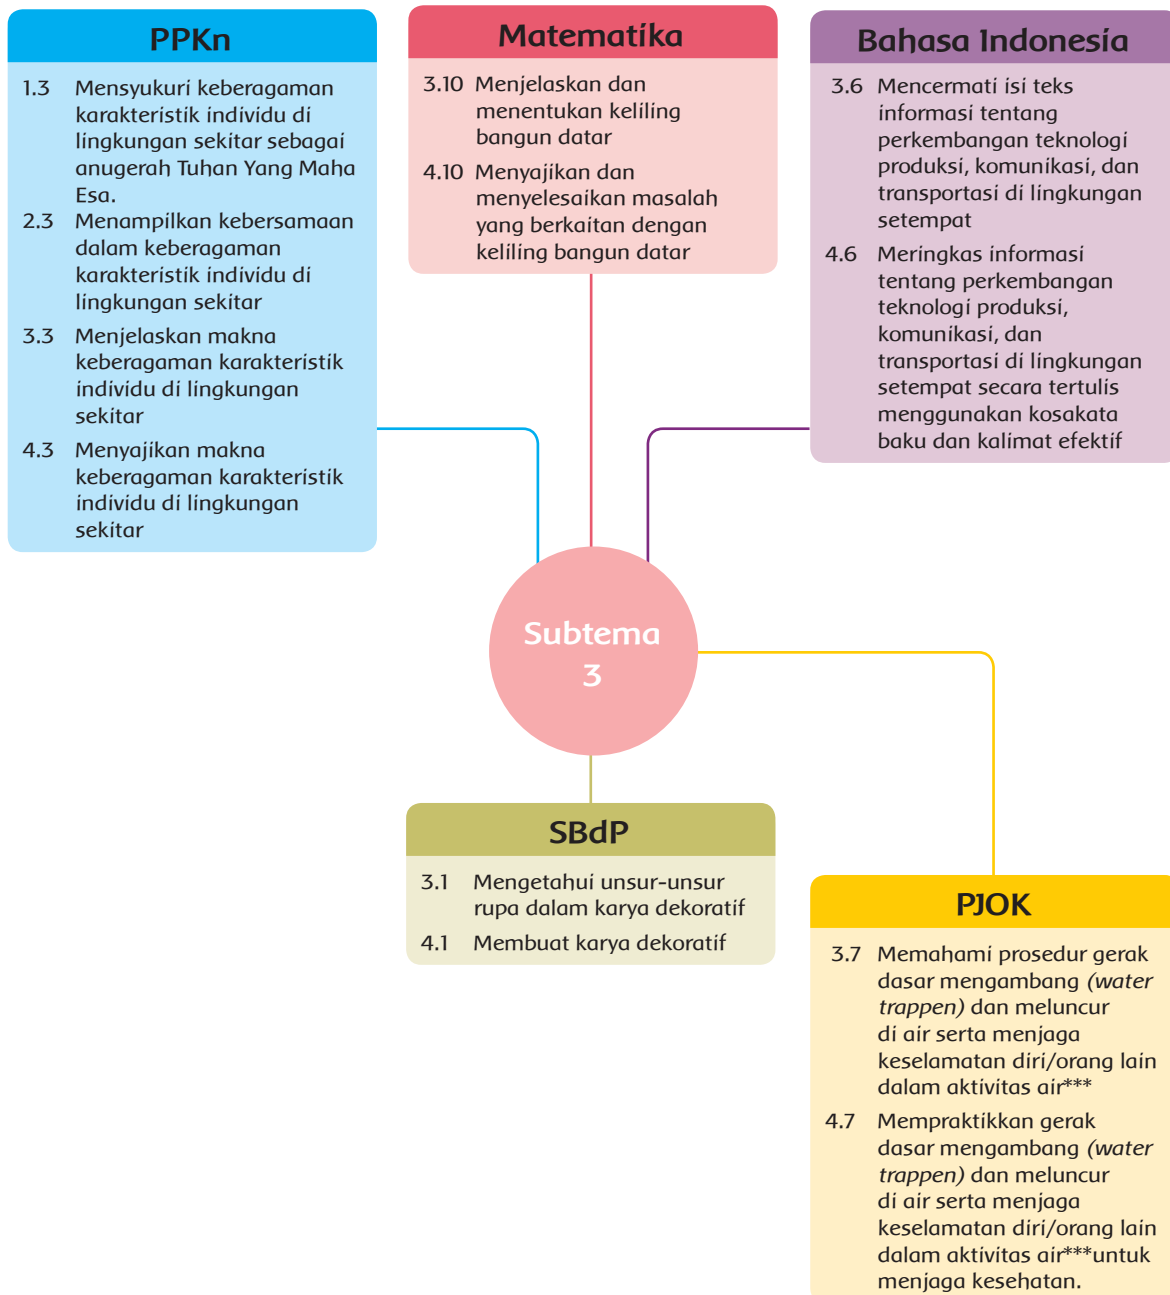 PPKn
1.3 Mensyukuri keberagaman
karakteristik individu di
lingkungan sekitar sebagai
anugerah Tuhan Yang Maha
Esa.
2.3 Menampilkan kebersamaan
dalam keberagaman
karakteristik individu di
lingkungan sekitar
3.3 Menjelaskan makna
keberagaman karakteristik
individu di lingkungan
sekitar
4.3 Menyajikan makna
keberagaman karakteristik
individu di lingkungan
sekitar
Matematika
3.10 Menjelaskan dan
menentukan keliling
bangun datar
4.10 Menyajikan dan
menyelesaikan masalah
yang berkaitan dengan
keliling bangun datar
Bahasa Indonesia
3.6 Mencermati isi teks
informasi tentang
perkembangan teknologi
produksi, komunikasi, dan
transportasi di lingkungan
setempat
4.6 Meringkas informasi
tentang perkembangan
teknologi produksi,
komunikasi, dan
transportasi di lingkungan
setempat secara tertulis
menggunakan kosakata
baku dan kalimat efektif
Subtema
3
SBdP
3.1 Mengetahui unsur-unsur
rupa dalam karya dekoratif
4.1 Membuat karya dekoratif
PJOK
3.7 Memahami prosedur gerak
dasar mengambang (water
trappen) dan meluncur
di air serta menjaga
keselamatan diri/orang lain
dalam aktivitas air***
4.7 Mempraktikkan gerak
dasar mengambang (water
trappen) dan meluncur
di air serta menjaga
keselamatan diri/orang lain
dalam aktivitas air***untuk
menjaga kesehatan.